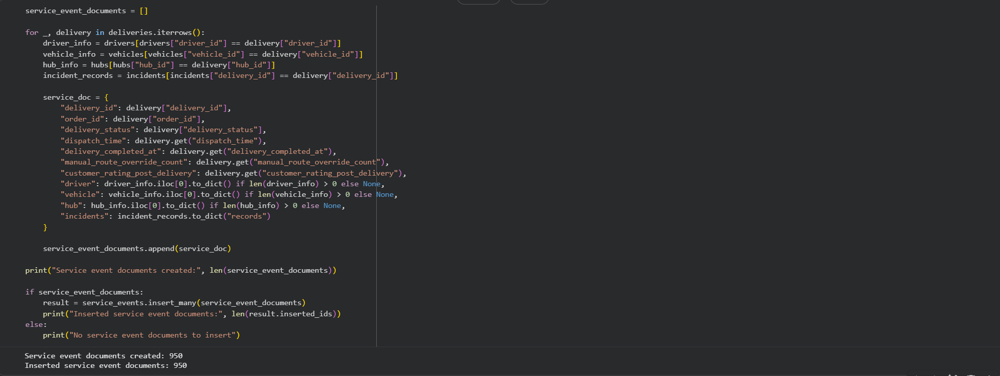 service_event_documents = []
for _, delivery in deliveries.iterrows():
    driver_info = drivers[drivers["driver_id"] == delivery["driver_id"]]
    vehicle_info = vehicles[vehicles["vehicle_id"] == delivery["vehicle_id"]]
    hub_info = hubs[hubs["hub_id"] == delivery["hub_id"]]
    incident_records = incidents[incidents["delivery_id"] == delivery["delivery_id"]]
    service_doc = {
        "delivery_id": delivery["delivery_id"],
        "order_id": delivery["order_id"],
        "delivery_status": delivery["delivery_status"],
        "dispatch_time": delivery.get("dispatch_time"),
        "delivery_completed_at": delivery.get("delivery_completed_at"),
        "manual_route_override_count": delivery.get("manual_route_override_count"),
        "customer_rating_post_delivery": delivery.get("customer_rating_post_delivery"),
        "driver": driver_info.iloc[0].to_dict() if len(driver_info) > 0 else None,
        "vehicle": vehicle_info.iloc[0].to_dict() if len(vehicle_info) > 0 else None,
        "hub": hub_info.iloc[0].to_dict() if len(hub_info) > 0 else None,
        "incidents": incident_records.to_dict("records")
    }
    service_event_documents.append(service_doc)
print("Service event documents created:", len(service_event_documents))
if service_event_documents:
    result = service_events.insert_many(service_event_documents)
    print("Inserted service event documents:", len(result.inserted_ids))
else:
    print("No service event documents to insert")
Service event documents created: 950
Inserted service event documents: 950